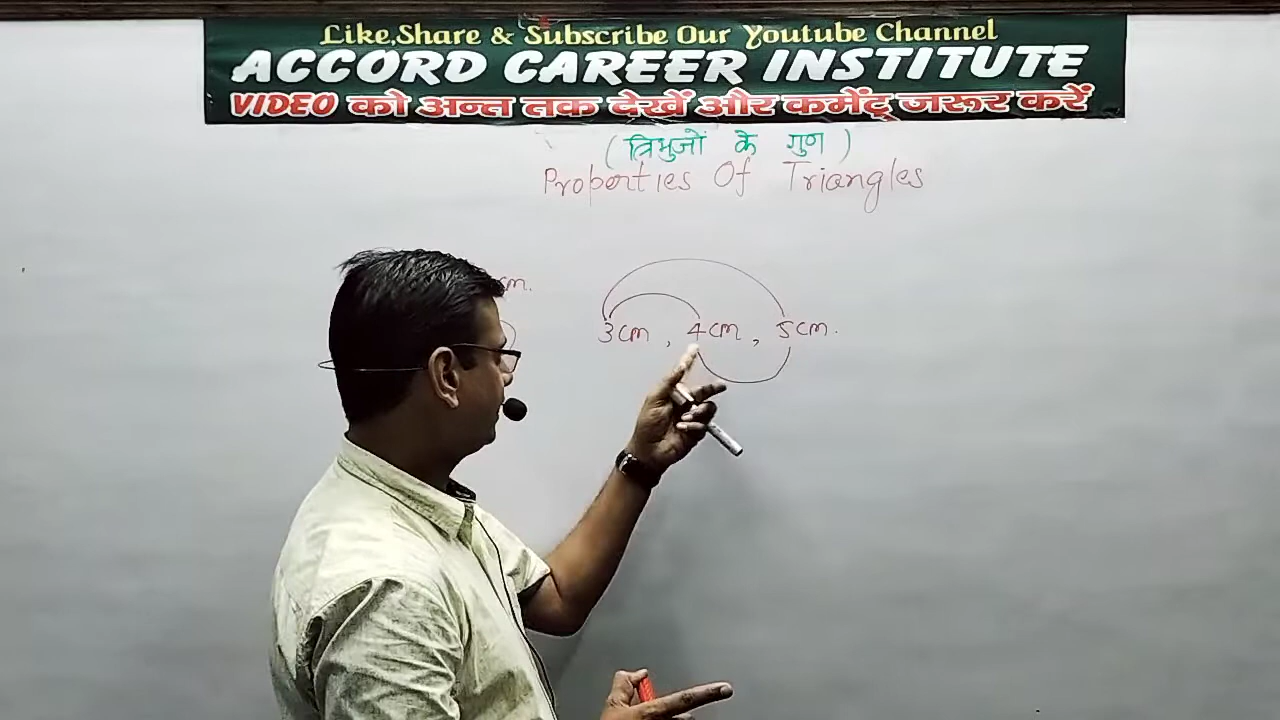 Like,Share & Subscribe Our Youtube Channel
ACCORD CAREER INSTITUTE
VIDEO को अन्त तक देखें और कमेंट् जरूर करें
(त्रिभुजों के गुण)
Properties Of Triangles
cm.
3cm, 4cm, 5cm.